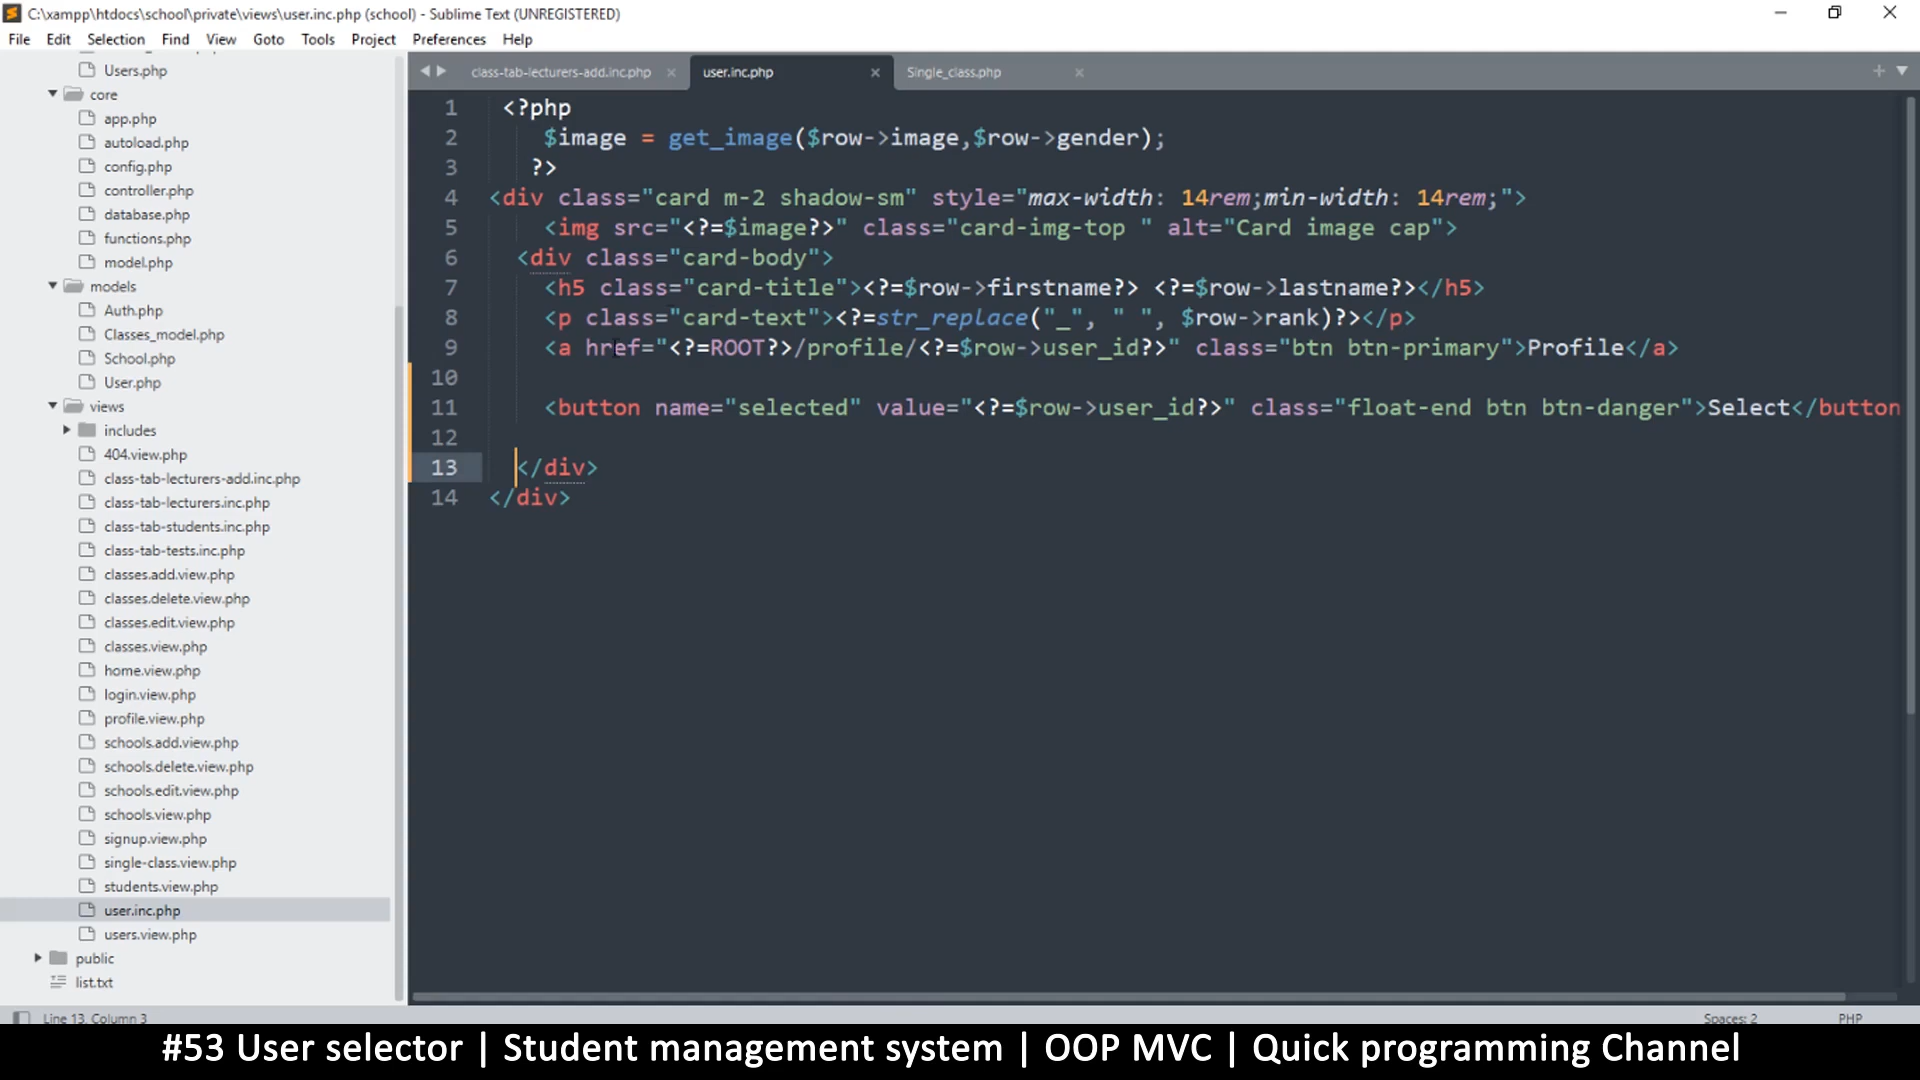 C:\xampp\htdocs\school\private\views\user.inc.php (school) - Sublime Text (UNREGISTERED)
File Edit Selection Find View Goto Tools Project Preferences Help
Users.php
core
app.php
autoload.php
config.php
controller.php
database.php
functions.php
model.php
models
Auth.php
Classes_model.php
School.php
User.php
views
includes
404.view.php
class-tab-lecturers-add.inc.php
class-tab-lecturers.inc.php
class-tab-students.inc.php
class-tab-tests.inc.php
classes.add.view.php
classes.delete.view.php
classes.edit.view.php
classes.view.php
home.view.php
login.view.php
profile.view.php
schools.add.view.php
schools.delete.view.php
schools.edit.view.php
schools.view.php
signup.view.php
single-class.view.php
students.view.php
user.inc.php
users.view.php
public
list.txt
class-tab-lecturers-add.inc.php user.inc.php Single_class.php
1 <?php
2 $image = get_image($row->image,$row->gender);
3 ?>
4 <div class="card m-2 shadow-sm" style="max-width: 14rem;min-width: 14rem;">
5 <img src="<?=$image?>" class="card-img-top " alt="Card image cap">
6 <div class="card-body">
7 <h5 class="card-title"><?=$row->firstname?> <?=$row->lastname?></h5>
8 <p class="card-text"><?=str_replace("_", " ", $row->rank)?></p>
9 <a href="<?=ROOT?>/profile/<?=$row->user_id?>" class="btn btn-primary">Profile</a>
10
11 <button name="selected" value="<?=$row->user_id?>" class="float-end btn btn-danger">Select</button
12
13 </div>
14 </div>
Line 13, Column 3 Spaces: 2 PHP
#53 User selector | Student management system | OOP MVC | Quick programming Channel